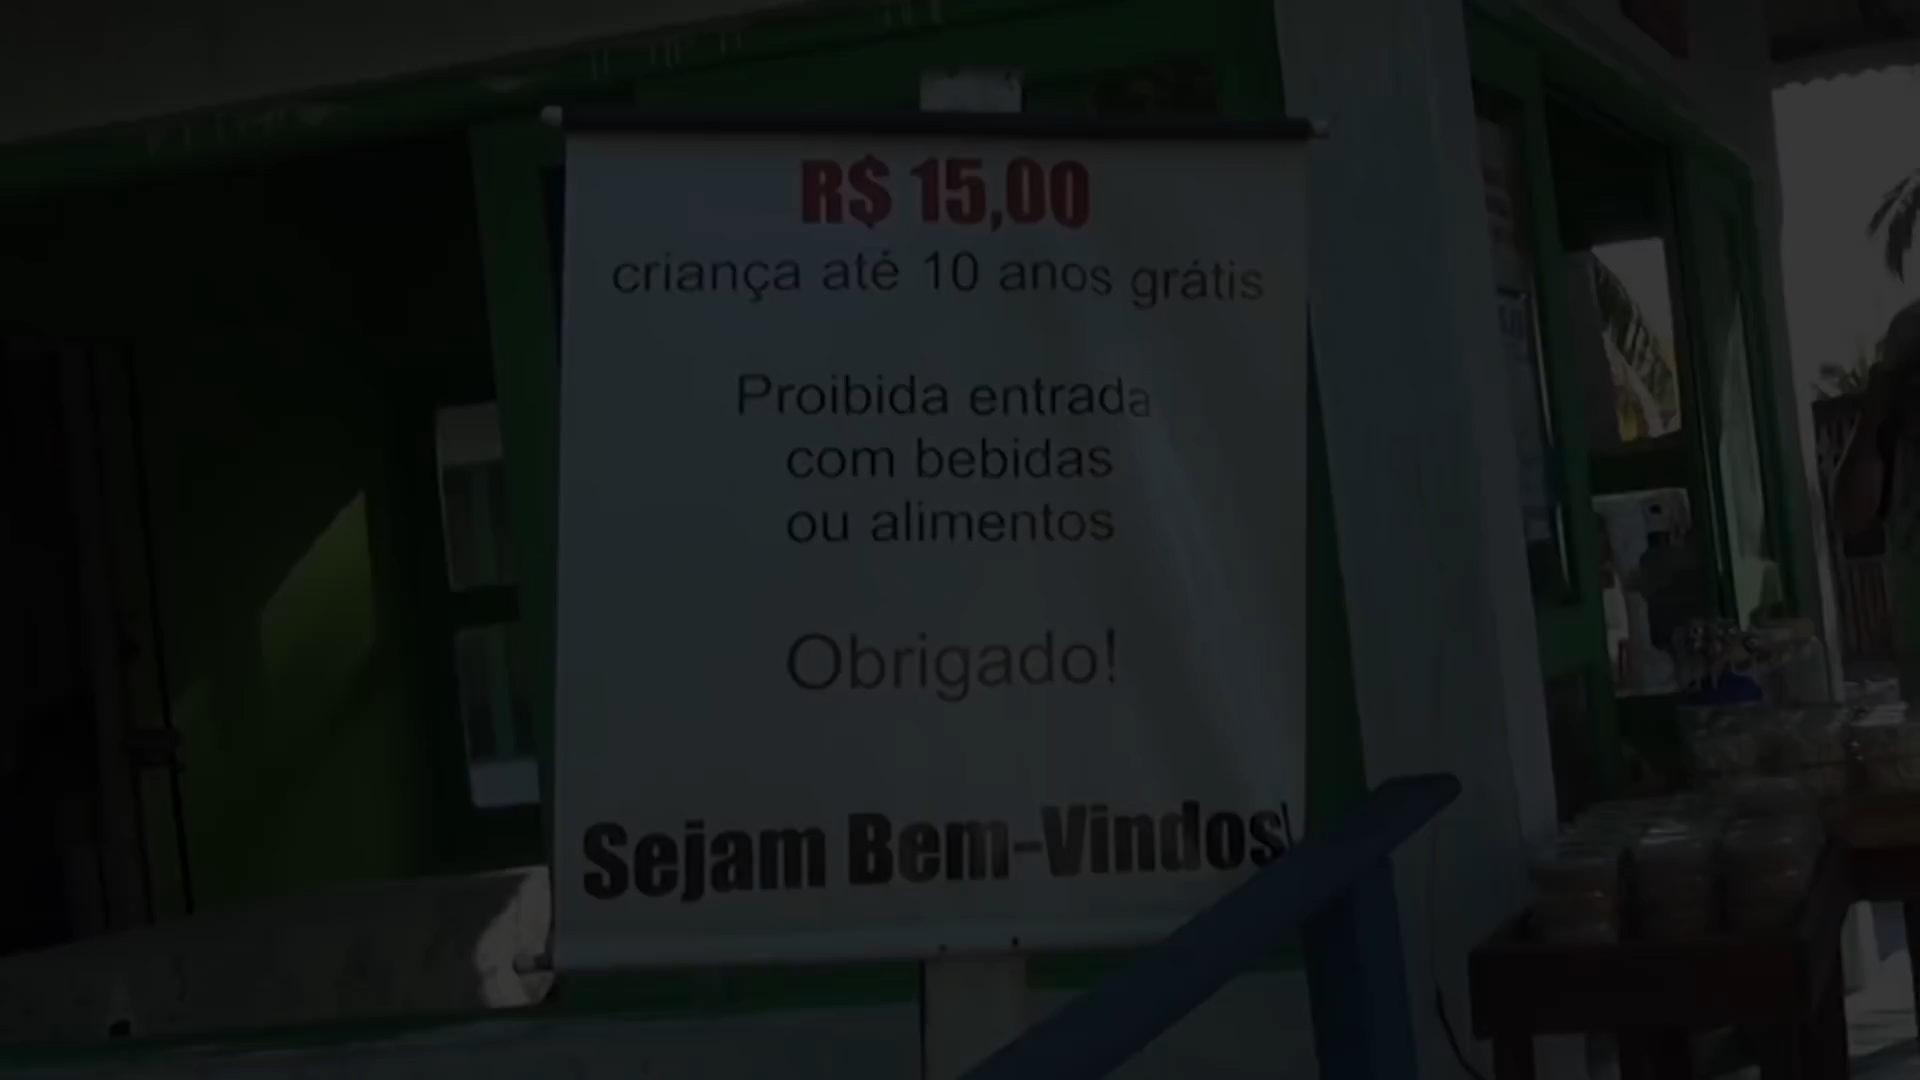 R$ 15,00
criança até 10 anos grátis
Proibida entrada
com bebidas
ou alimentos
Obrigado!
Sejam Bem-Vindos!